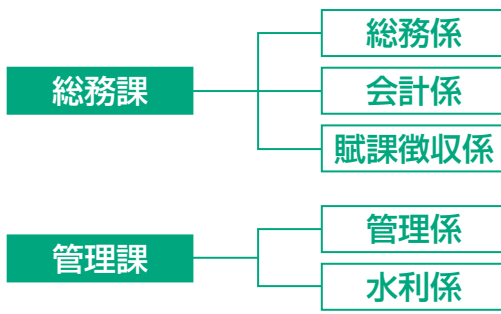 総務課
総務係
会計係
賦課徴収係
管理課
管理係
水利係